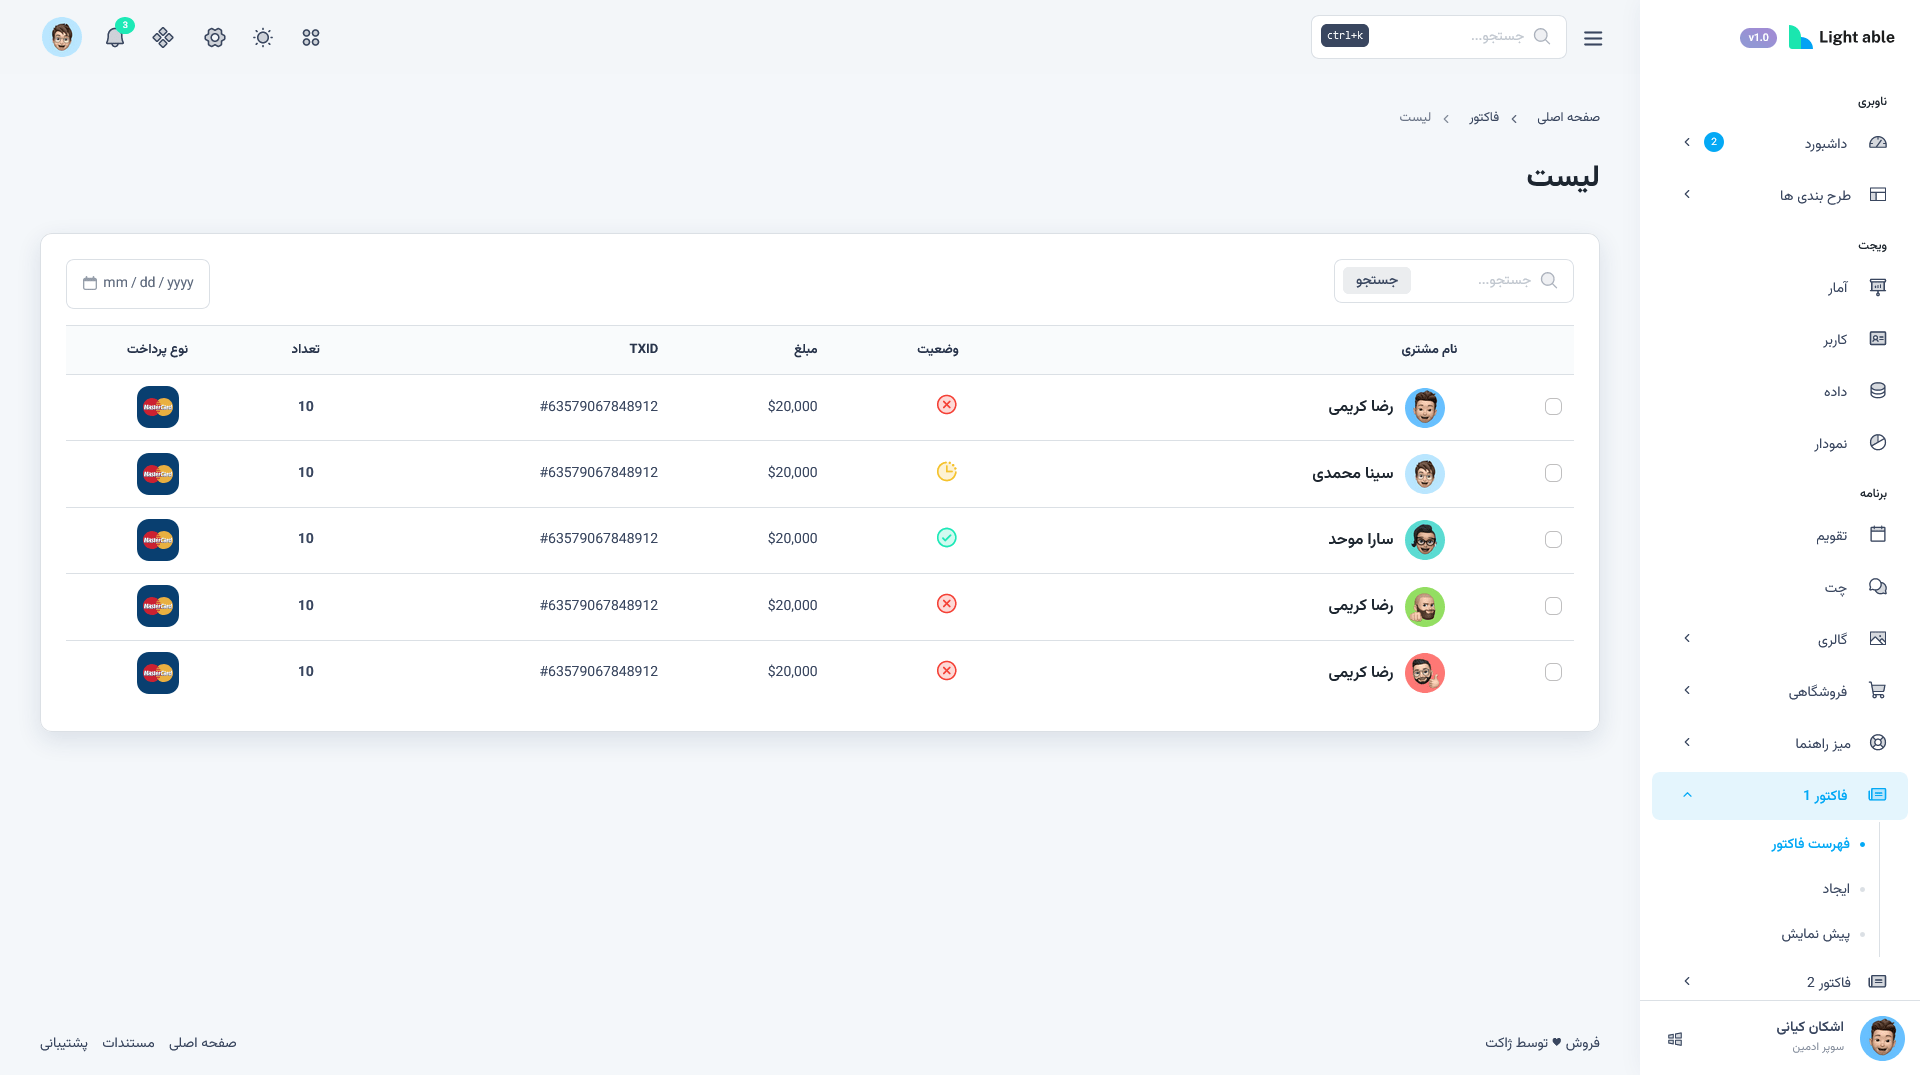 Light able v1.0
ناوبری
داشبورد 2
طرح بندی ها
ویجت
آمار
کاربر
داده
نمودار
برنامه
تقویم
چت
گالری
فروشگاهی
میز راهنما
فاکتور 1
فهرست فاکتور
ایجاد
پیش نمایش
فاکتور 2
اشکان کیانی
سوپر ادمین
جستجو... ctrl+k
3
صفحه اصلی فاکتور لیست
لیست
جستجو... جستجو
mm / dd / yyyy
نام مشتری وضعیت مبلغ TXID تعداد نوع پرداخت
رضا کریمی $20,000 #63579067848912 10 MasterCard
سینا محمدی $20,000 #63579067848912 10 MasterCard
سارا موحد $20,000 #63579067848912 10 MasterCard
رضا کریمی $20,000 #63579067848912 10 MasterCard
رضا کریمی $20,000 #63579067848912 10 MasterCard
فروش ♥ توسط ژاکت
صفحه اصلی مستندات پشتیبانی